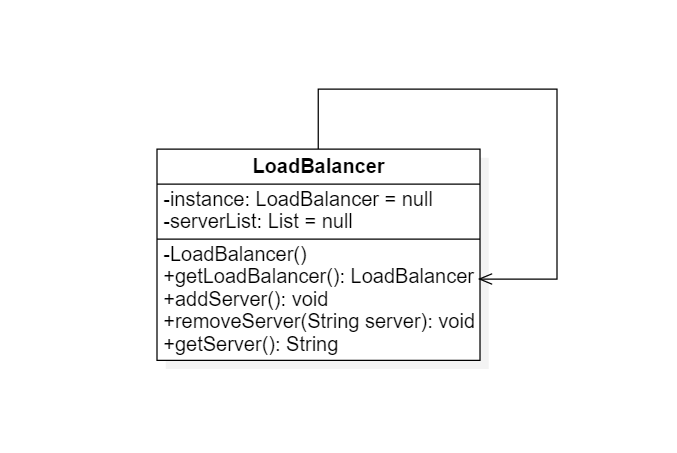 LoadBalancer
-instance: LoadBalancer = null
-serverList: List = null
-LoadBalancer()
+getLoadBalancer(): LoadBalancer
+addServer(): void
+removeServer(String server): void
+getServer(): String